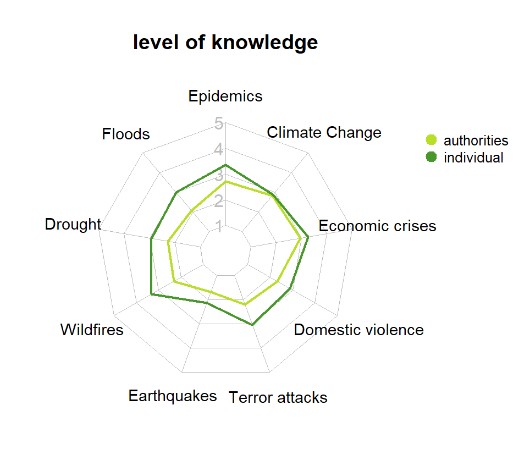 level of knowledge
Epidemics
Climate Change
Floods
authorities
individual
5
4
3
2
1
Drought
Economic crises
Wildfires
Domestic violence
Earthquakes
Terror attacks